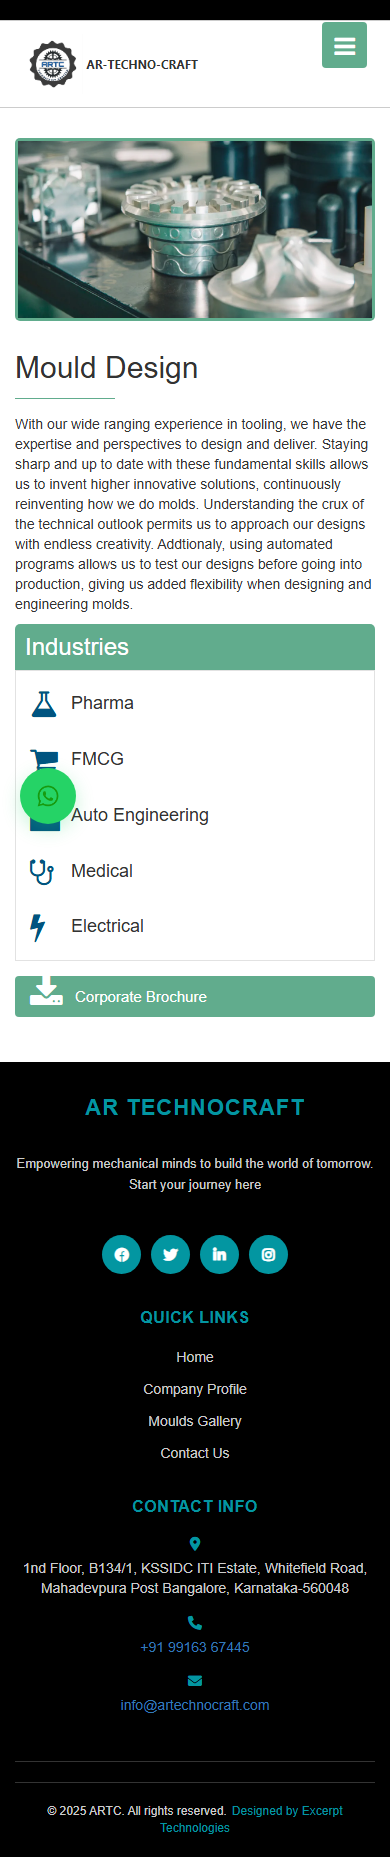 ARTC
AR-TECHNO-CRAFT
Mould Design
With our wide ranging experience in tooling, we have the
expertise and perspectives to design and deliver. Staying
sharp and up to date with these fundamental skills allows
us to invent higher innovative solutions, continuously
reinventing how we do molds. Understanding the crux of
the technical outlook permits us to approach our designs
with endless creativity. Addtionaly, using automated
programs allows us to test our designs before going into
production, giving us added flexibility when designing and
engineering molds.
Industries
Pharma
FMCG
Auto Engineering
Medical
Electrical
Corporate Brochure
AR TECHNOCRAFT
Empowering mechanical minds to build the world of tomorrow.
Start your journey here
QUICK LINKS
Home
Company Profile
Moulds Gallery
Contact Us
CONTACT INFO
1nd Floor, B134/1, KSSIDC ITI Estate, Whitefield Road,
Mahadevpura Post Bangalore, Karnataka-560048
+91 99163 67445
info@artechnocraft.com
© 2025 ARTC. All rights reserved. Designed by Excerpt
Technologies